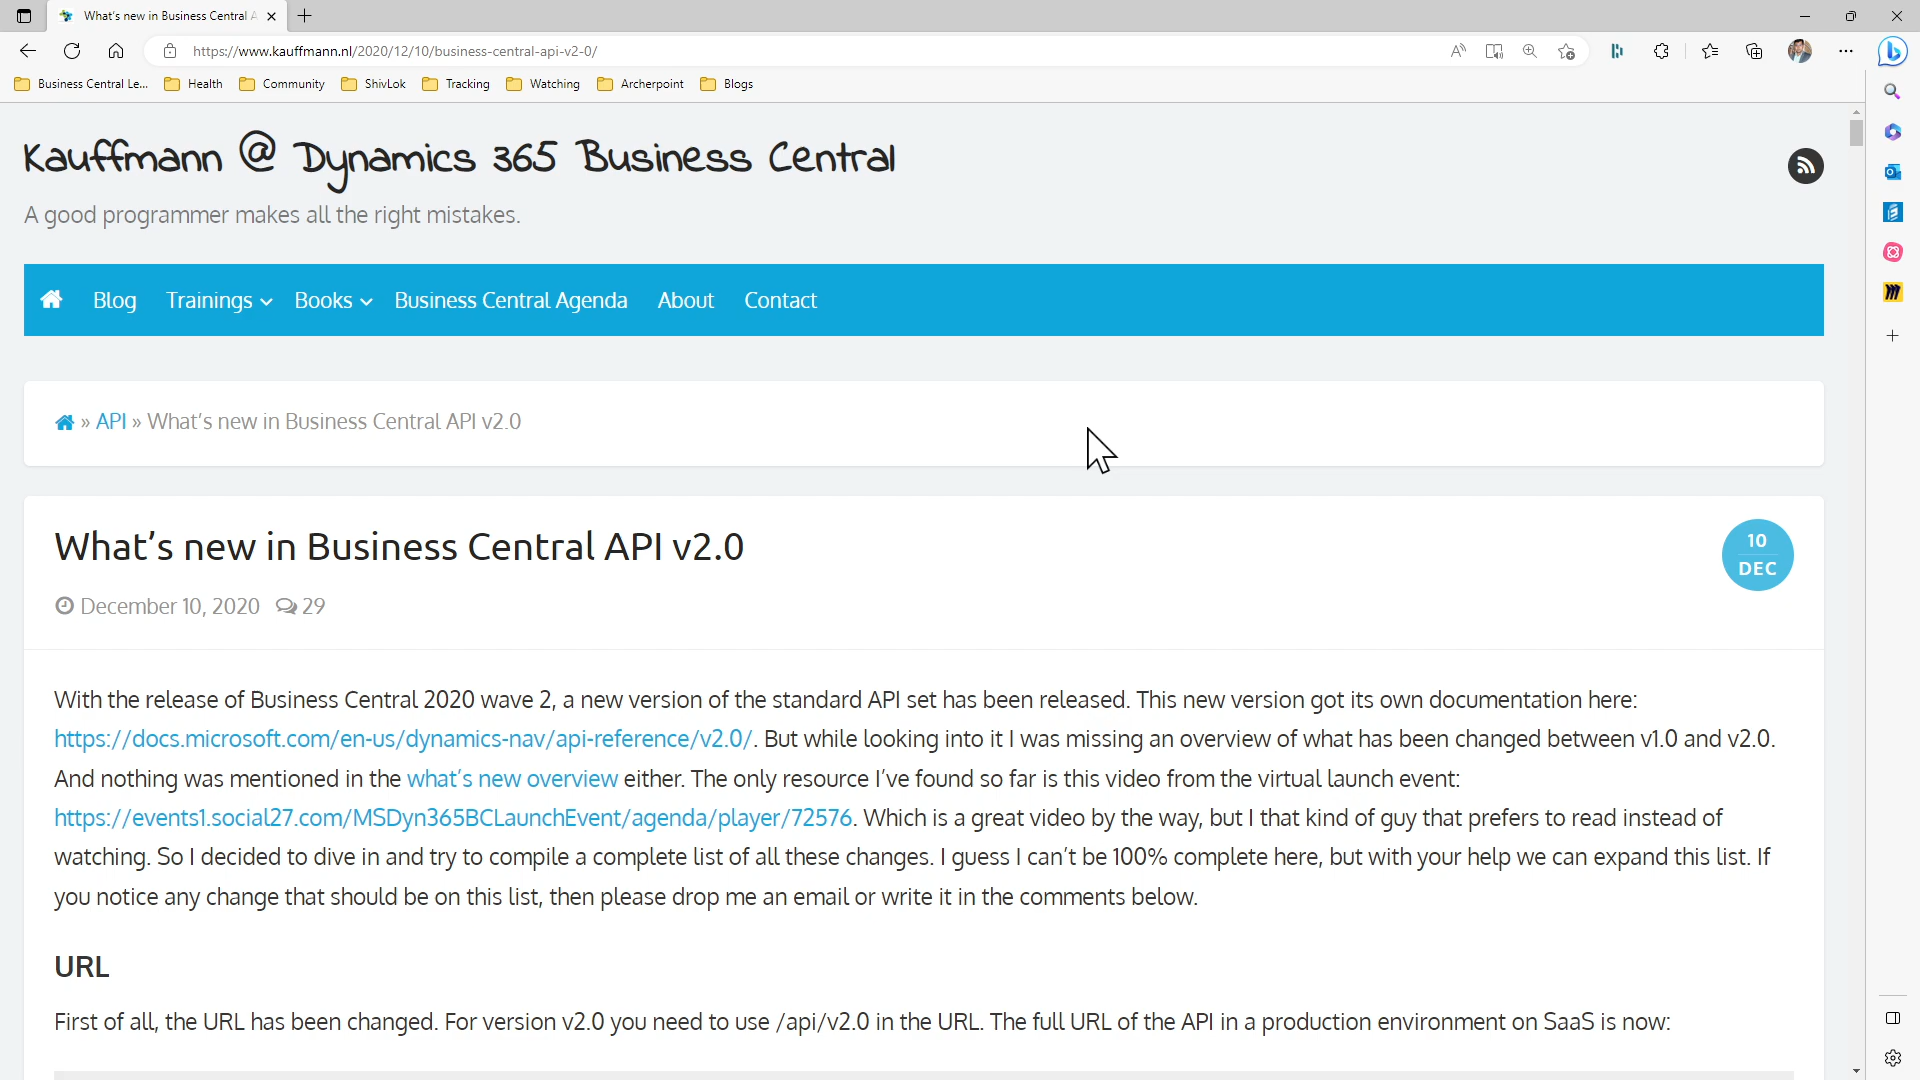 What's new in Business Central A
https://www.kauffmann.nl/2020/12/10/business-central-api-v2-0/
Business Central Le... Health Community ShivLok Tracking Watching Archerpoint Blogs
Kauffmann @ Dynamics 365 Business Central
A good programmer makes all the right mistakes.
Blog Trainings Books Business Central Agenda About Contact
» API » What's new in Business Central API v2.0
What's new in Business Central API v2.0
10
DEC
December 10, 2020 29
With the release of Business Central 2020 wave 2, a new version of the standard API set has been released. This new version got its own documentation here:
https://docs.microsoft.com/en-us/dynamics-nav/api-reference/v2.0/. But while looking into it I was missing an overview of what has been changed between v1.0 and v2.0.
And nothing was mentioned in the what's new overview either. The only resource I've found so far is this video from the virtual launch event:
https://events1.social27.com/MSDyn365BCLaunchEvent/agenda/player/72576. Which is a great video by the way, but I that kind of guy that prefers to read instead of
watching. So I decided to dive in and try to compile a complete list of all these changes. I guess I can't be 100% complete here, but with your help we can expand this list. If
you notice any change that should be on this list, then please drop me an email or write it in the comments below.
URL
First of all, the URL has been changed. For version v2.0 you need to use /api/v2.0 in the URL. The full URL of the API in a production environment on SaaS is now: